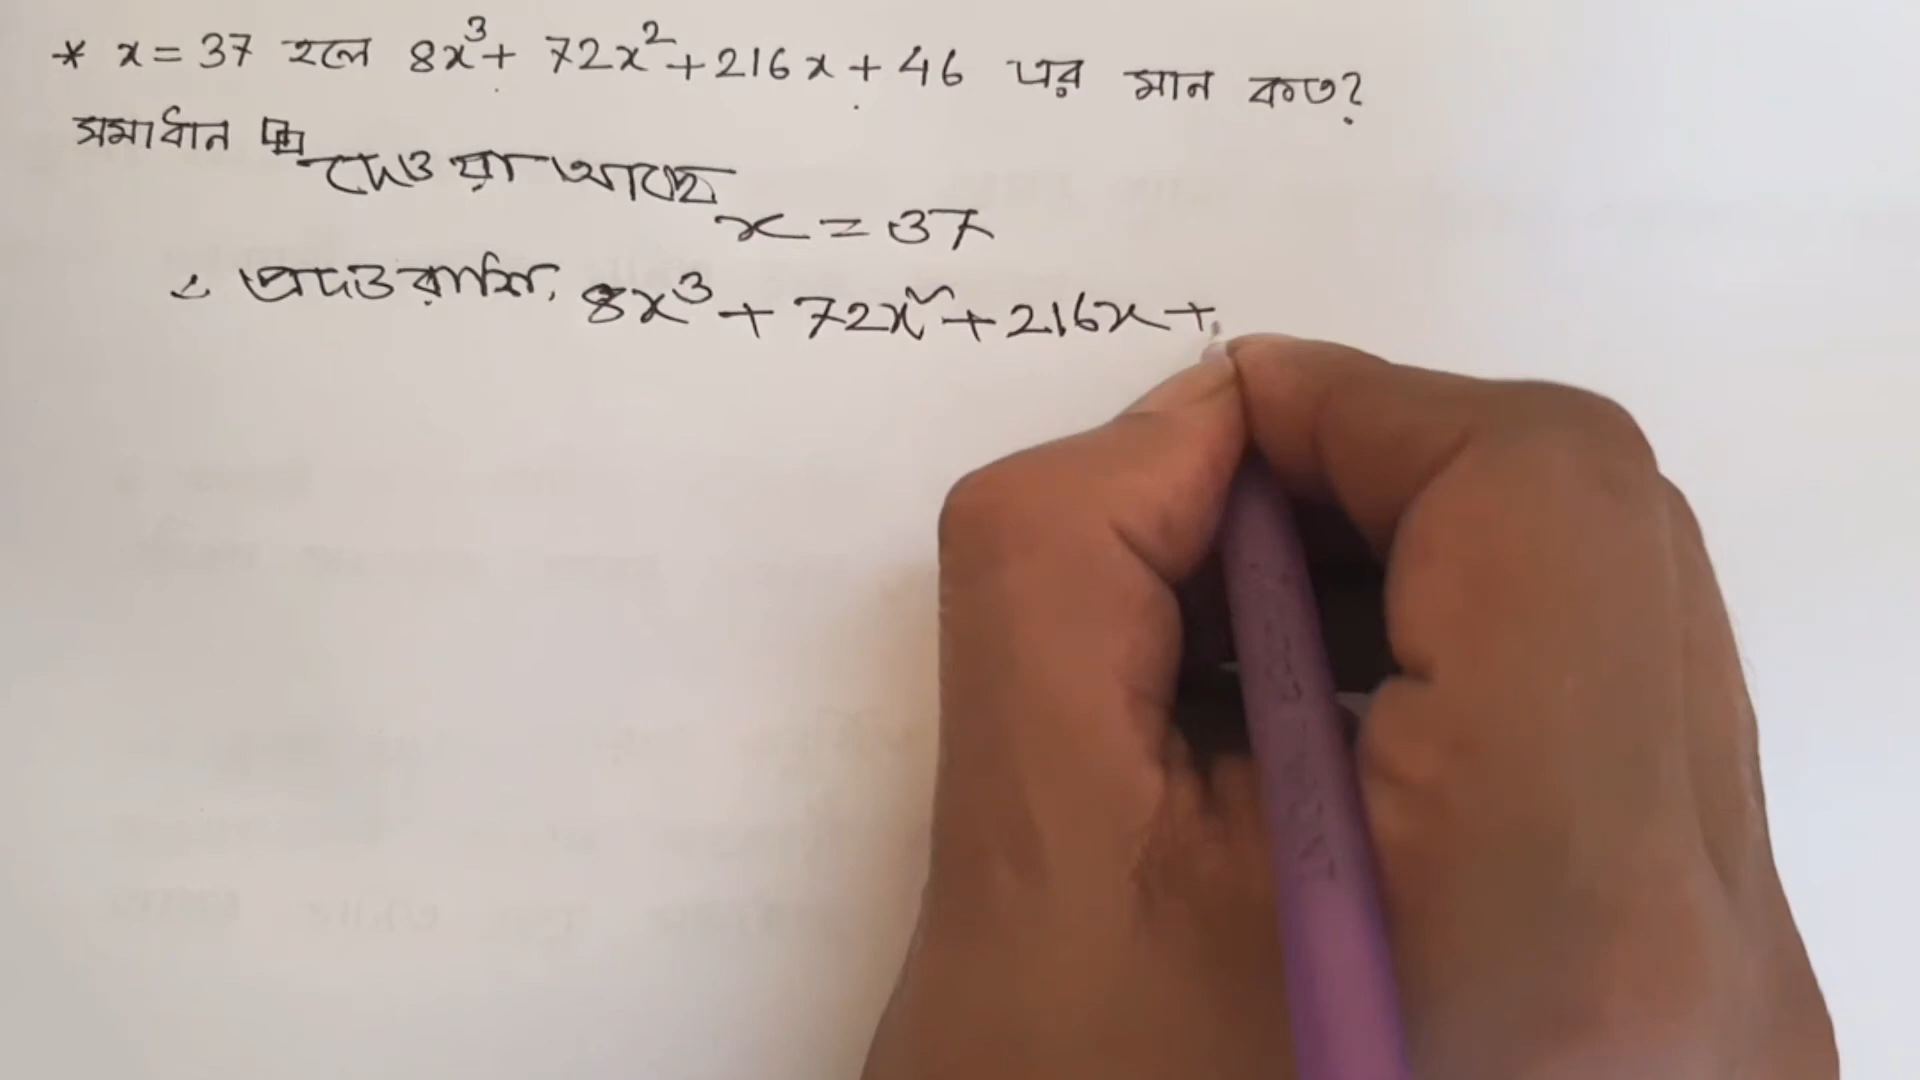 * x = 37 হলে 8x³ + 72x² + 216x + 46 এর মান কত?
সমাধান
দেওয়া আছে
x = 37
∴ প্রদত্ত রাশি, 8x³ + 72x² + 216x +